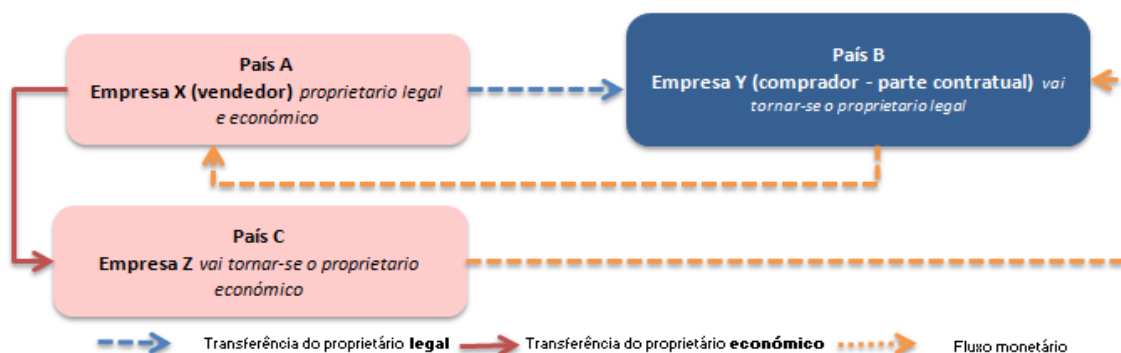 País A
Empresa X (vendedor) proprietario legal
e económico
País B
Empresa Y (comprador - parte contratual) vai
tornar-se o proprietario legal
País C
Empresa Z vai tornar-se o proprietario
económico
Transferência do proprietário legal
Transferência do proprietário económico
Fluxo monetário